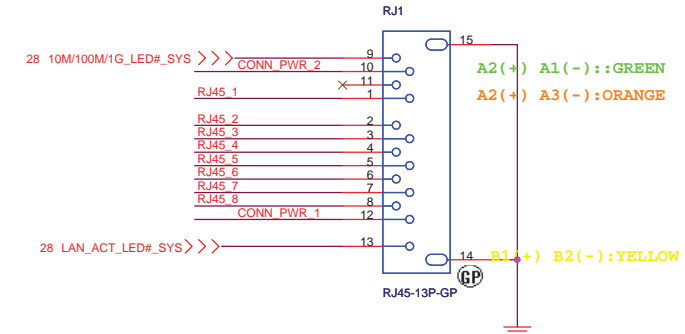 RJ1
15
28 10M/100M/1G_LED#_SYS 9
CONN_PWR_2 10
A2(+) A1(-)::GREEN
11
RJ45_1 1
A2(+) A3(-):ORANGE
RJ45_2 2
RJ45_3 3
RJ45_4 4
RJ45_5 5
RJ45_6 6
RJ45_7 7
RJ45_8 8
CONN_PWR_1 12
28 LAN_ACT_LED#_SYS 13
14
B1(+) B2(-):YELLOW
GP
RJ45-13P-GP